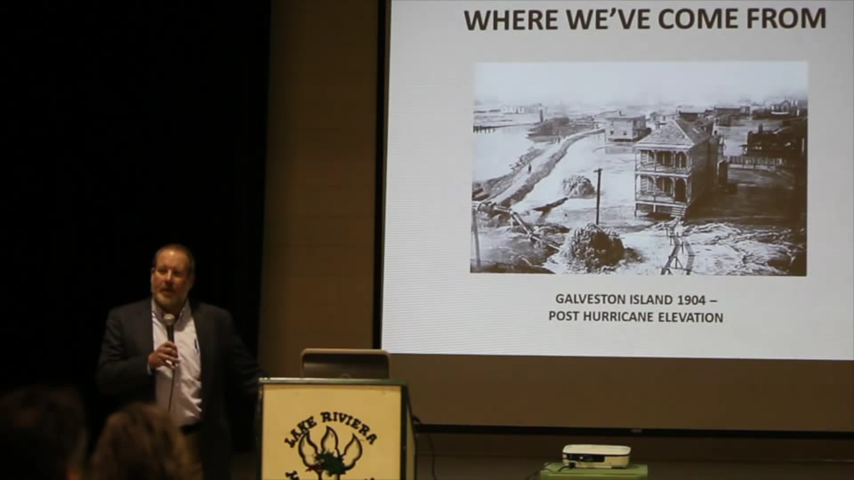 WHERE WE'VE COME FROM
GALVESTON ISLAND 1904 –
POST HURRICANE ELEVATION
LAKE RIVIERA